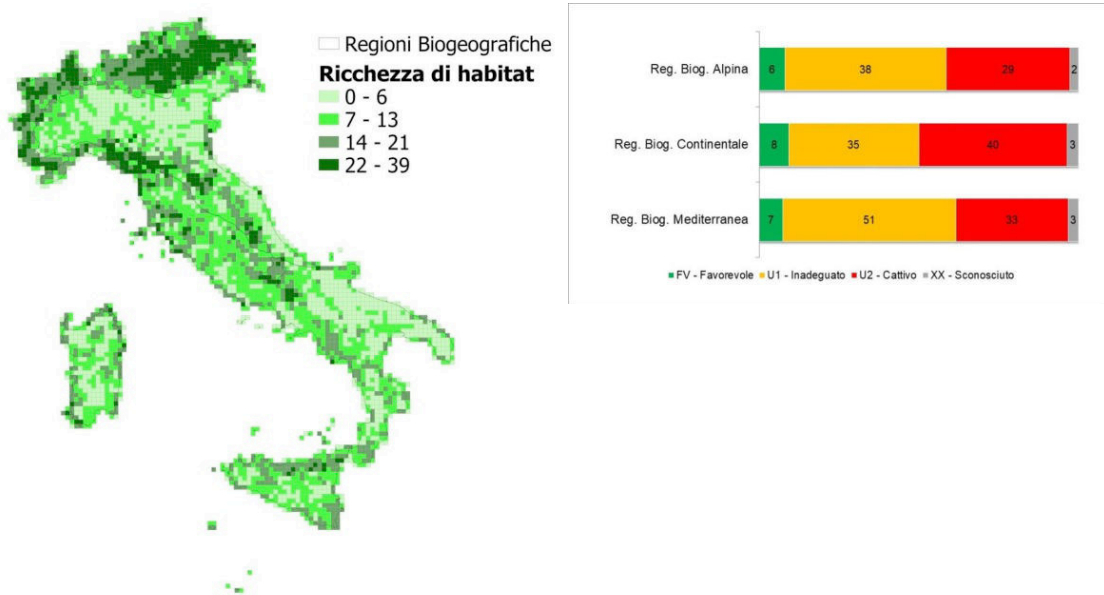 Regioni Biogeografiche
Ricchezza di habitat
0 - 6
7 - 13
14 - 21
22 - 39
Reg. Biog. Alpina
6 38 29 2
Reg. Biog. Continentale
8 35 40 3
Reg. Biog. Mediterranea
7 51 33 3
FV - Favorevole U1 - Inadeguato U2 - Cattivo XX - Sconosciuto